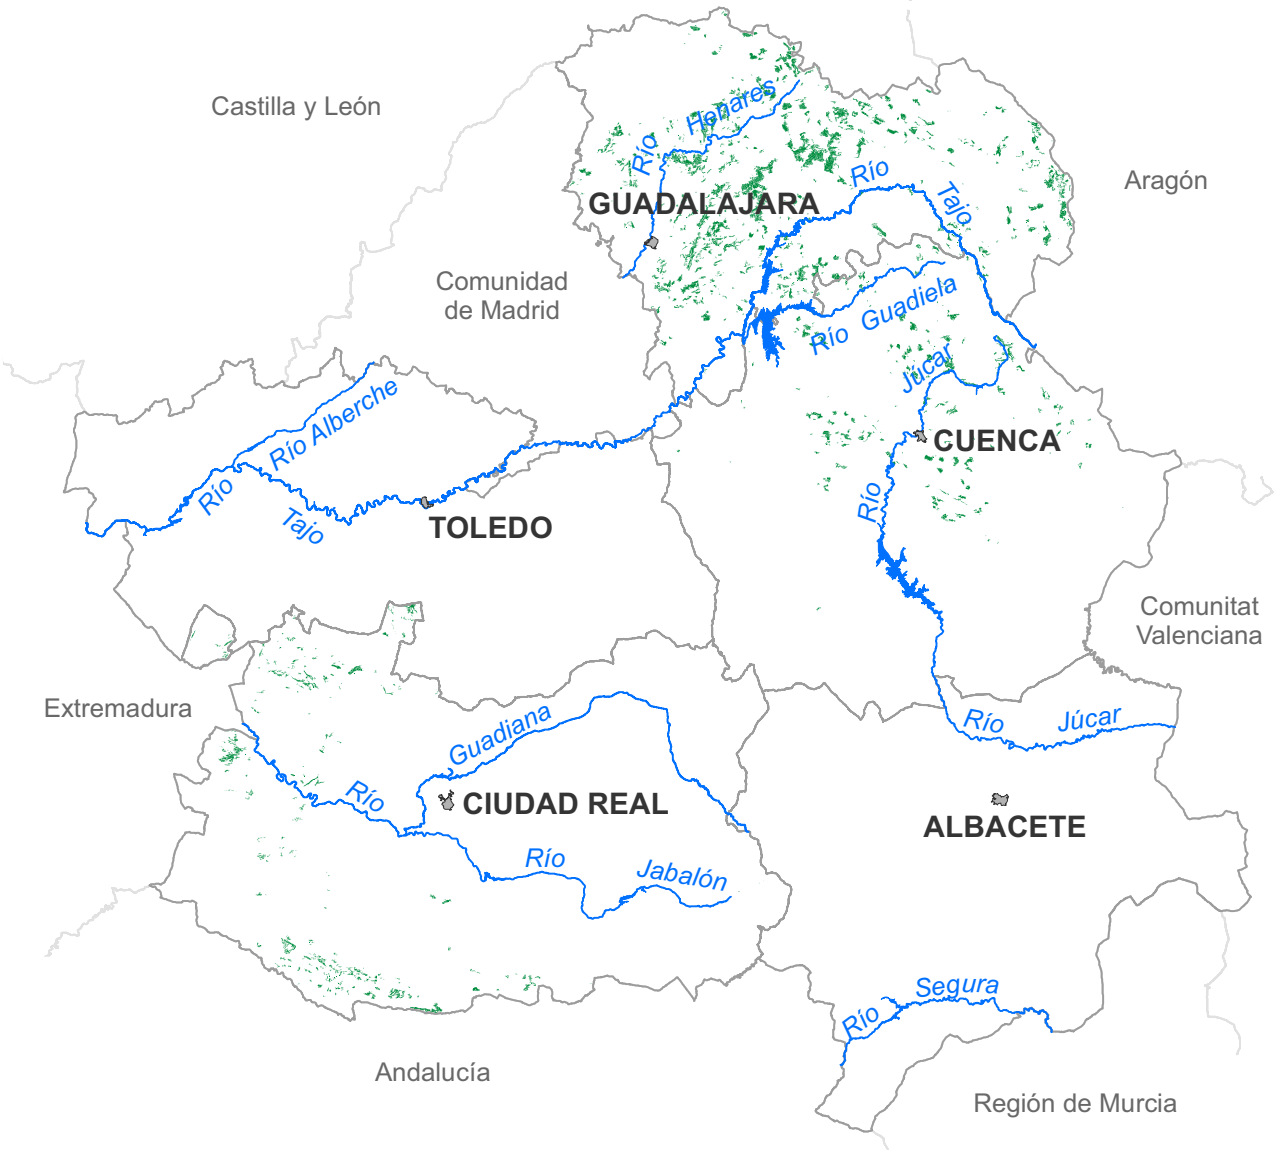 Castilla y León
Río Henares
Aragón
GUADALAJARA
Río Tajo
Comunidad
de Madrid
Río Guadiela
Júcar
Río Alberche
CUENCA
Río
Río
Tajo
TOLEDO
Comunitat
Valenciana
Extremadura
Guadiana
Río Júcar
Río
CIUDAD REAL
ALBACETE
Río Jabalón
Segura
Río
Andalucía
Región de Murcia